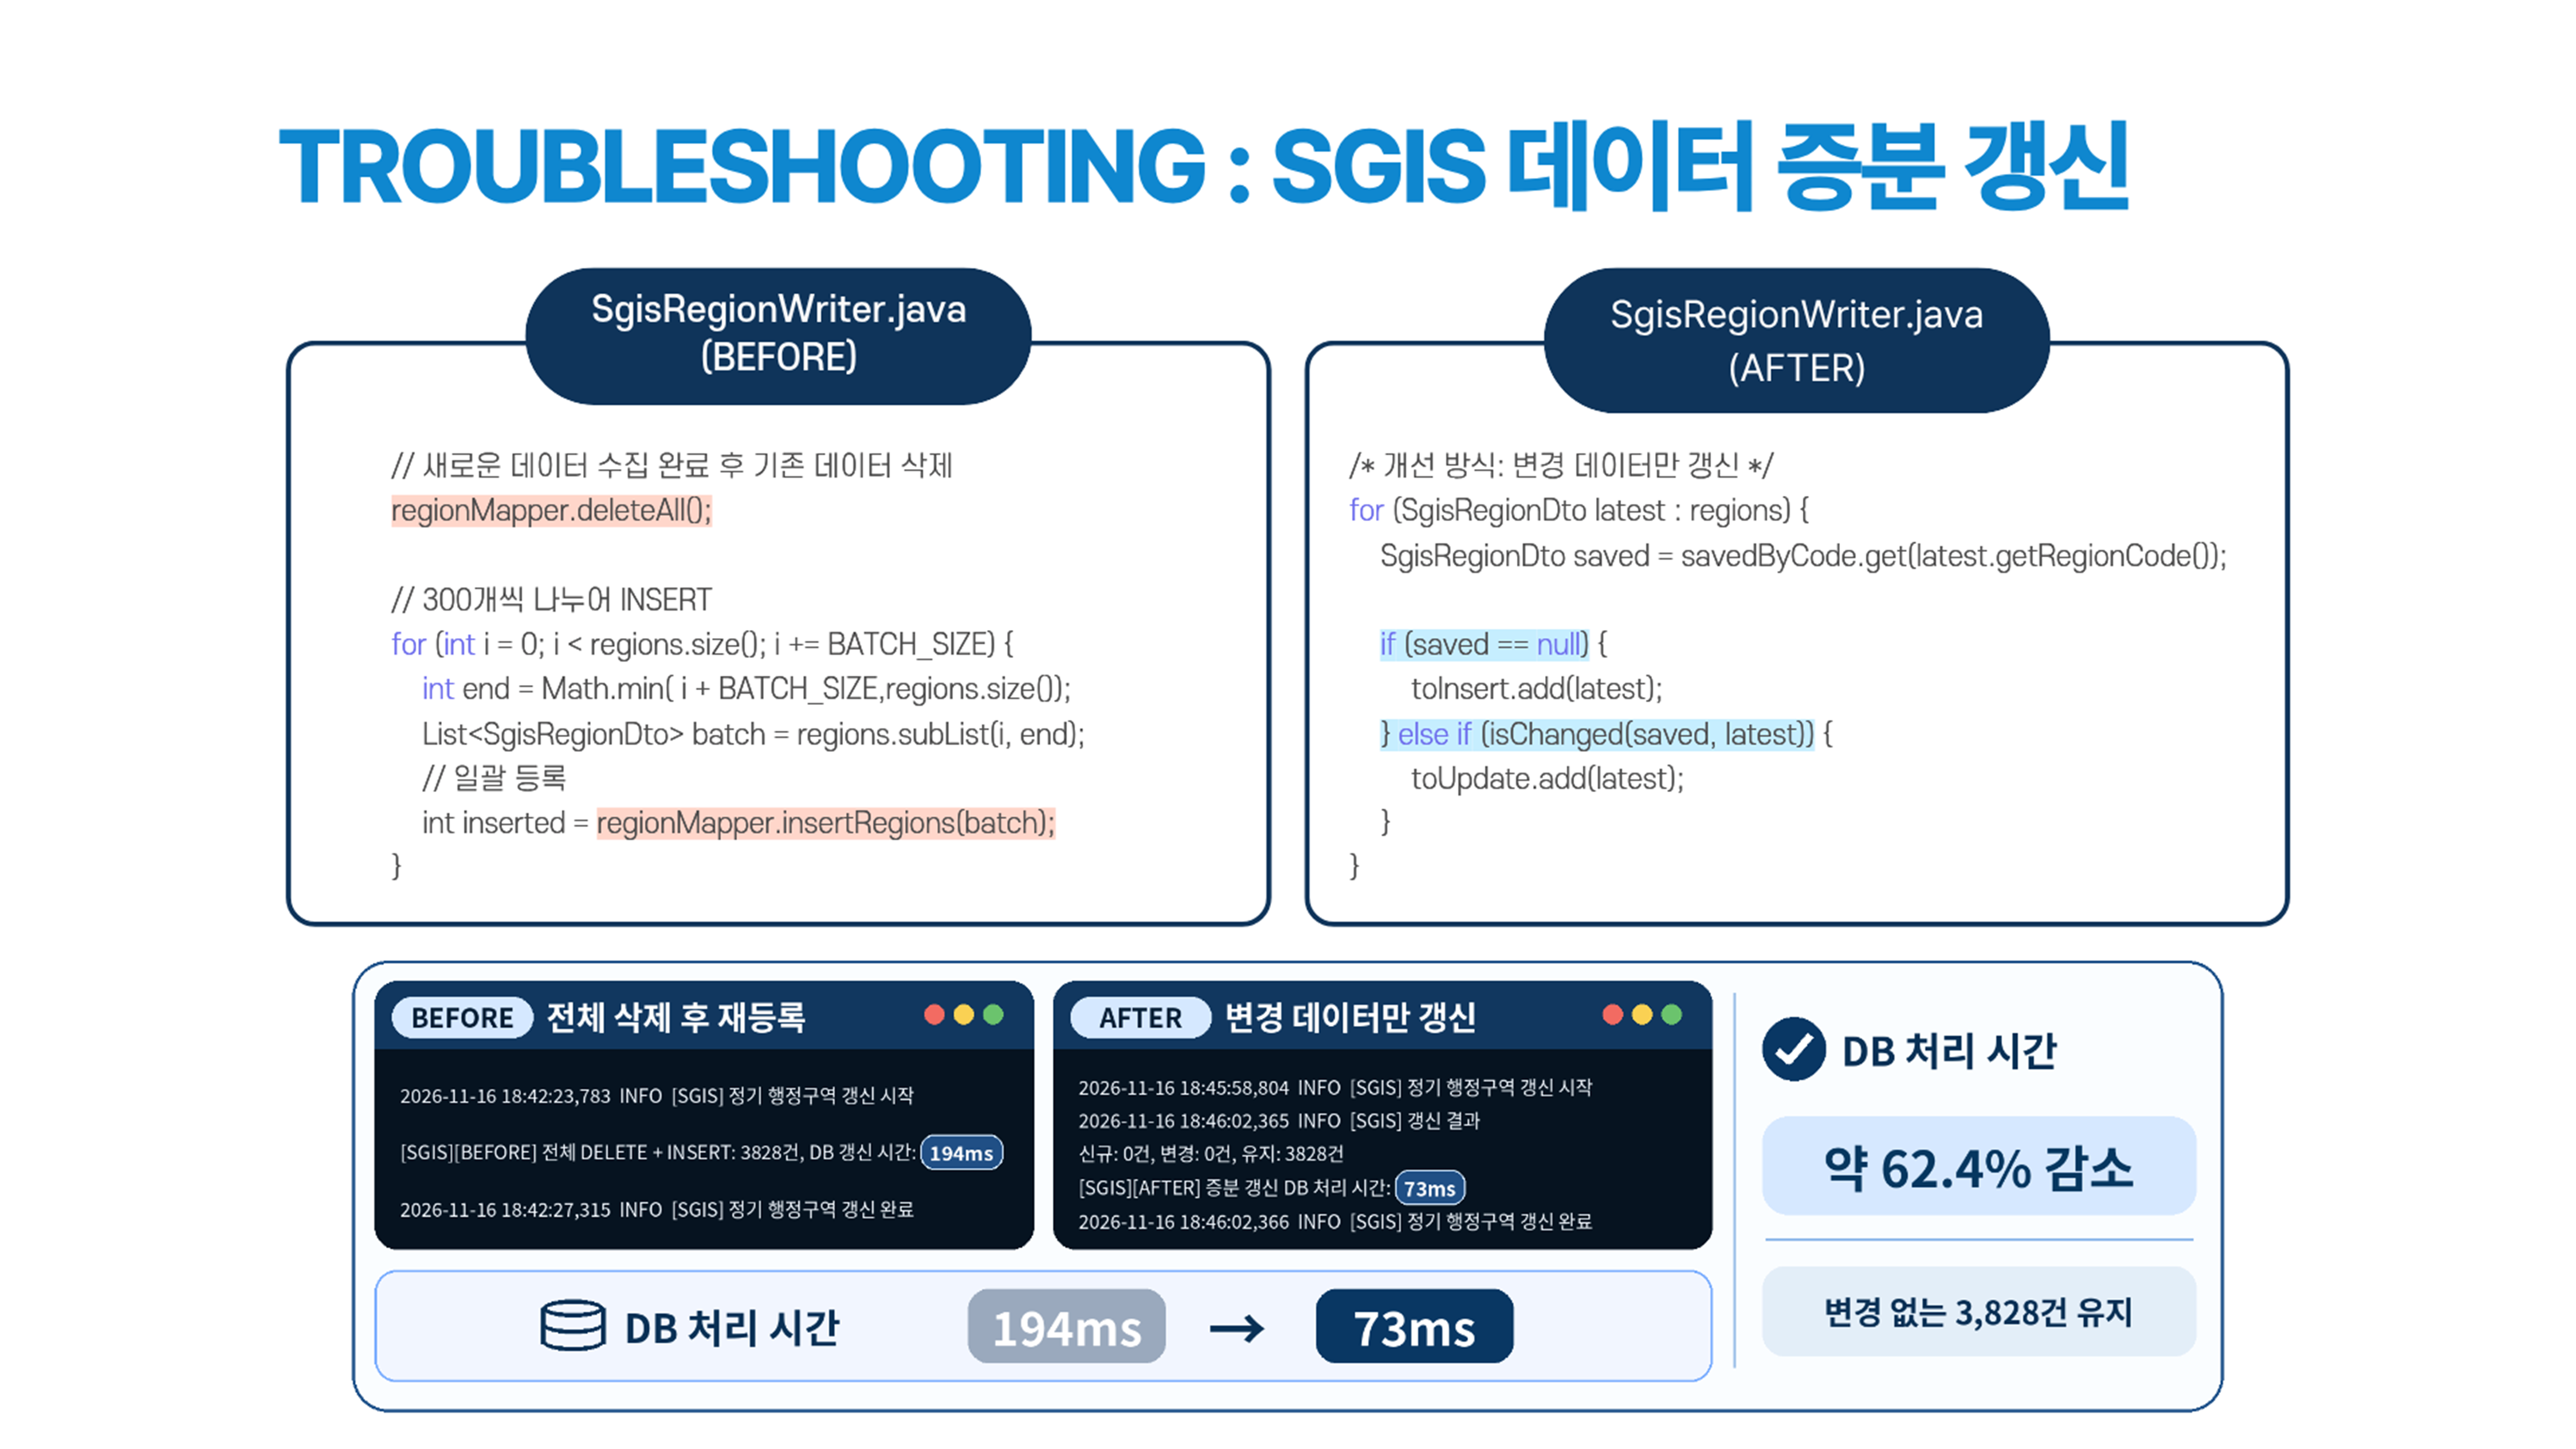 TROUBLESHOOTING : SGIS 데이터 증분 갱신
SgisRegionWriter.java
(BEFORE)
// 새로운 데이터 수집 완료 후 기존 데이터 삭제
regionMapper.deleteAll();
// 300개씩 나누어 INSERT
for (int i = 0; i < regions.size(); i += BATCH_SIZE) {
int end = Math.min( i + BATCH_SIZE,regions.size());
List<SgisRegionDto> batch = regions.subList(i, end);
// 일괄 등록
int inserted = regionMapper.insertRegions(batch);
}
SgisRegionWriter.java
(AFTER)
/* 개선 방식: 변경 데이터만 갱신 */
for (SgisRegionDto latest : regions) {
SgisRegionDto saved = savedByCode.get(latest.getRegionCode());
if (saved == null) {
toInsert.add(latest);
} else if (isChanged(saved, latest)) {
toUpdate.add(latest);
}
}
BEFORE 전체 삭제 후 재등록
2026-11-16 18:42:23,783 INFO [SGIS] 정기 행정구역 갱신 시작
[SGIS][BEFORE] 전체 DELETE + INSERT: 3828건, DB 갱신 시간: 194ms
2026-11-16 18:42:27,315 INFO [SGIS] 정기 행정구역 갱신 완료
AFTER 변경 데이터만 갱신
2026-11-16 18:45:58,804 INFO [SGIS] 정기 행정구역 갱신 시작
2026-11-16 18:46:02,365 INFO [SGIS] 갱신 결과
신규: 0건, 변경: 0건, 유지: 3828건
[SGIS][AFTER] 증분 갱신 DB 처리 시간: 73ms
2026-11-16 18:46:02,366 INFO [SGIS] 정기 행정구역 갱신 완료
DB 처리 시간 194ms → 73ms
DB 처리 시간
약 62.4% 감소
변경 없는 3,828건 유지